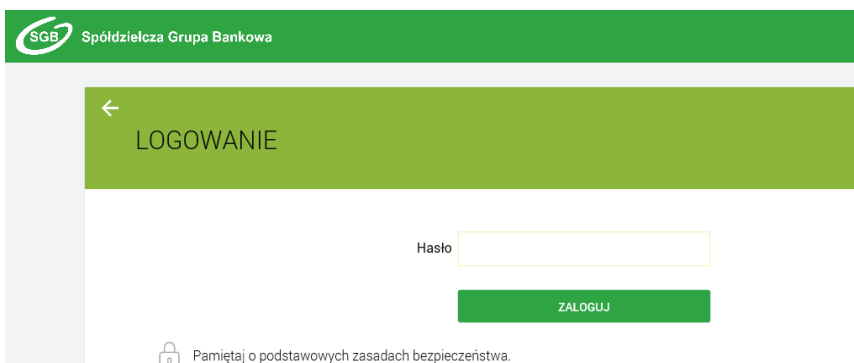 SGB Spółdzielcza Grupa Bankowa
LOGOWANIE
Hasło
ZALOGUJ
Pamiętaj o podstawowych zasadach bezpieczeństwa.